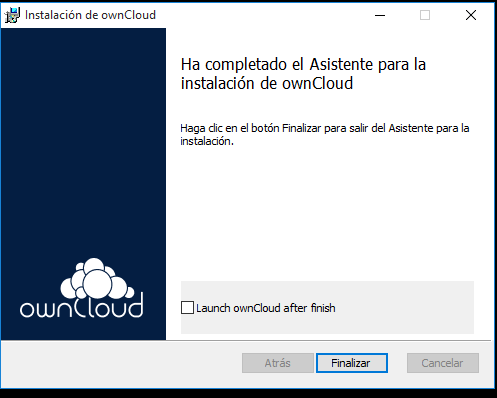 Instalación de ownCloud
Ha completado el Asistente para la
instalación de ownCloud
Haga clic en el botón Finalizar para salir del Asistente para la
instalación.
ownCloud
Launch ownCloud after finish
Atrás
Finalizar
Cancelar